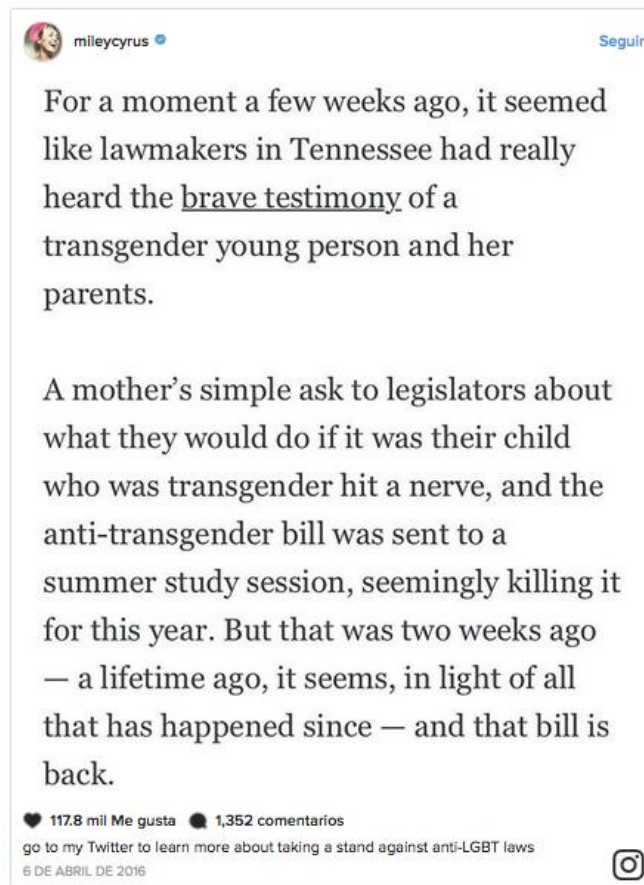 mileycyrus
Seguir
For a moment a few weeks ago, it seemed
like lawmakers in Tennessee had really
heard the brave testimony of a
transgender young person and her
parents.
A mother’s simple ask to legislators about
what they would do if it was their child
who was transgender hit a nerve, and the
anti-transgender bill was sent to a
summer study session, seemingly killing it
for this year. But that was two weeks ago
— a lifetime ago, it seems, in light of all
that has happened since — and that bill is
back.
117.8 mil Me gusta 1,352 comentarios
go to my Twitter to learn more about taking a stand against anti-LGBT laws
6 DE ABRIL DE 2016